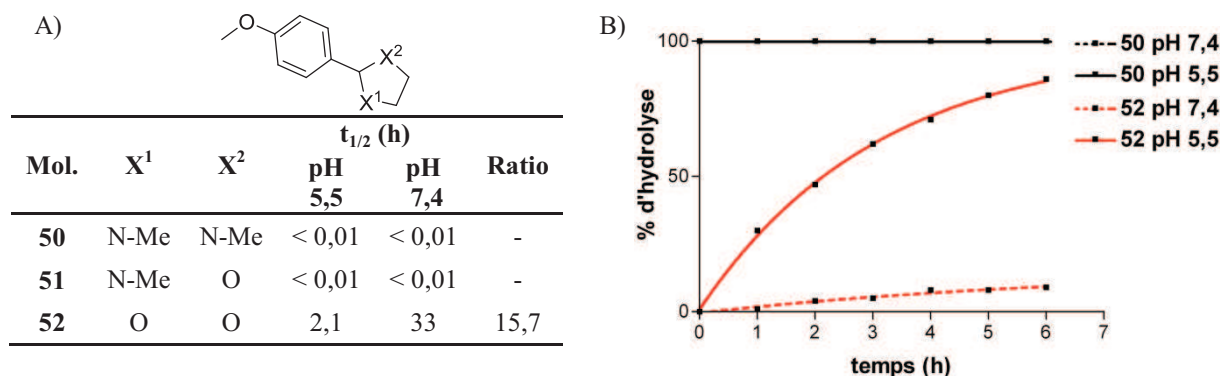 A)
O
X²
X¹
t₁/₂ (h)
Mol. X¹ X² pH 5,5 pH 7,4 Ratio
50 N-Me N-Me < 0,01 < 0,01 -
51 N-Me O < 0,01 < 0,01 -
52 O O 2,1 33 15,7
B)
% d'hydrolyse
100
50
0
0 1 2 3 4 5 6 7
temps (h)
50 pH 7,4
50 pH 5,5
52 pH 7,4
52 pH 5,5